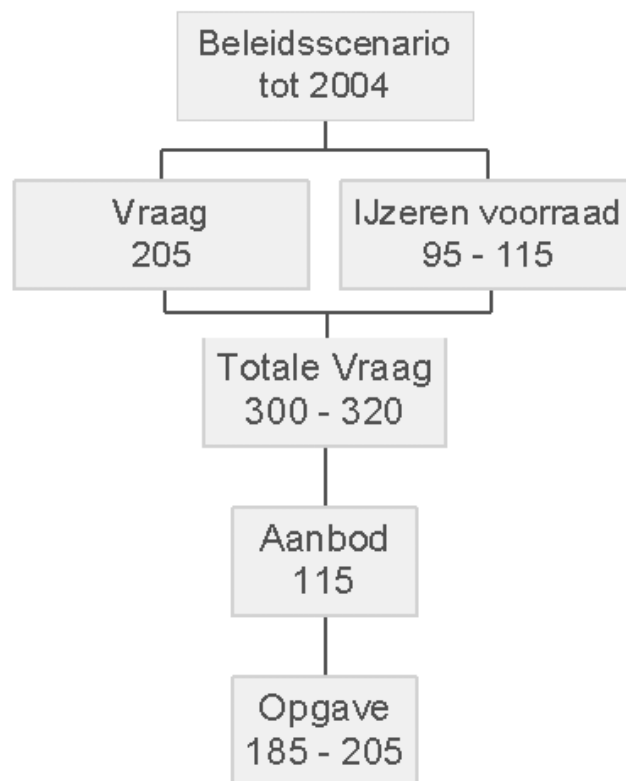 Beleidsscenario
tot 2004
Vraag
205
IJzeren voorraad
95 - 115
Totale Vraag
300 - 320
Aanbod
115
Opgave
185 - 205